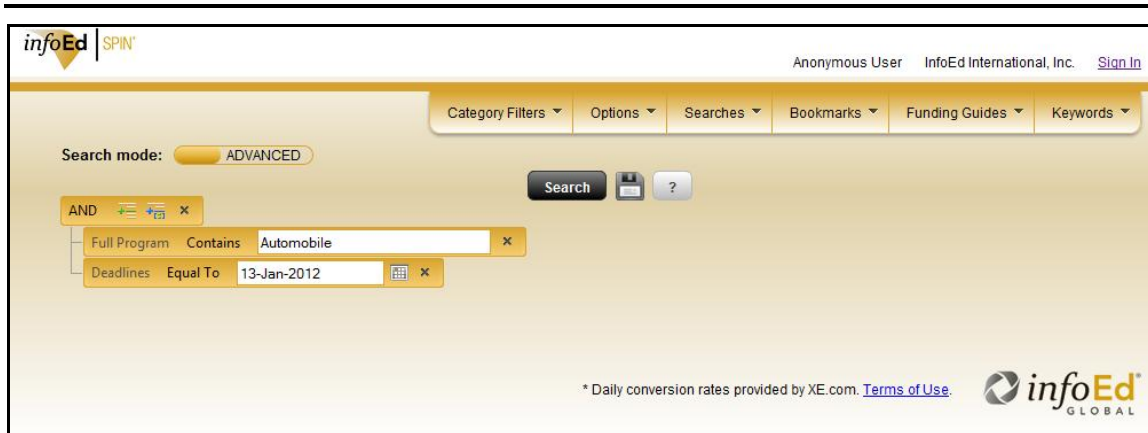 infoEd SPIN
Anonymous User InfoEd International, Inc. Sign In
Category Filters Options Searches Bookmarks Funding Guides Keywords
Search mode: ADVANCED
Search ?
AND
Full Program Contains Automobile
Deadlines Equal To 13-Jan-2012
* Daily conversion rates provided by XE.com. Terms of Use.
infoEd
GLOBAL